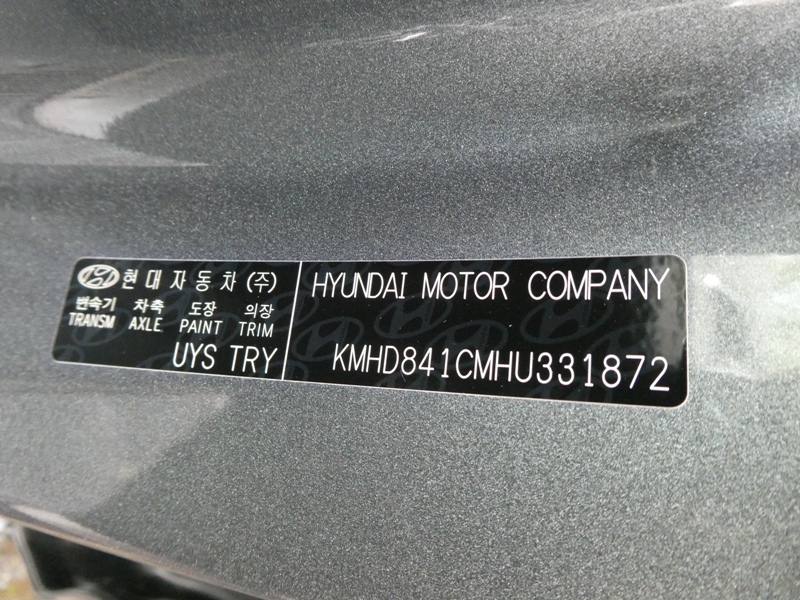 현대자동차(주)
변속기 차축 도장 의장
TRANSM AXLE PAINT TRIM
UYS TRY
HYUNDAI MOTOR COMPANY
KMHD841CMHU331872